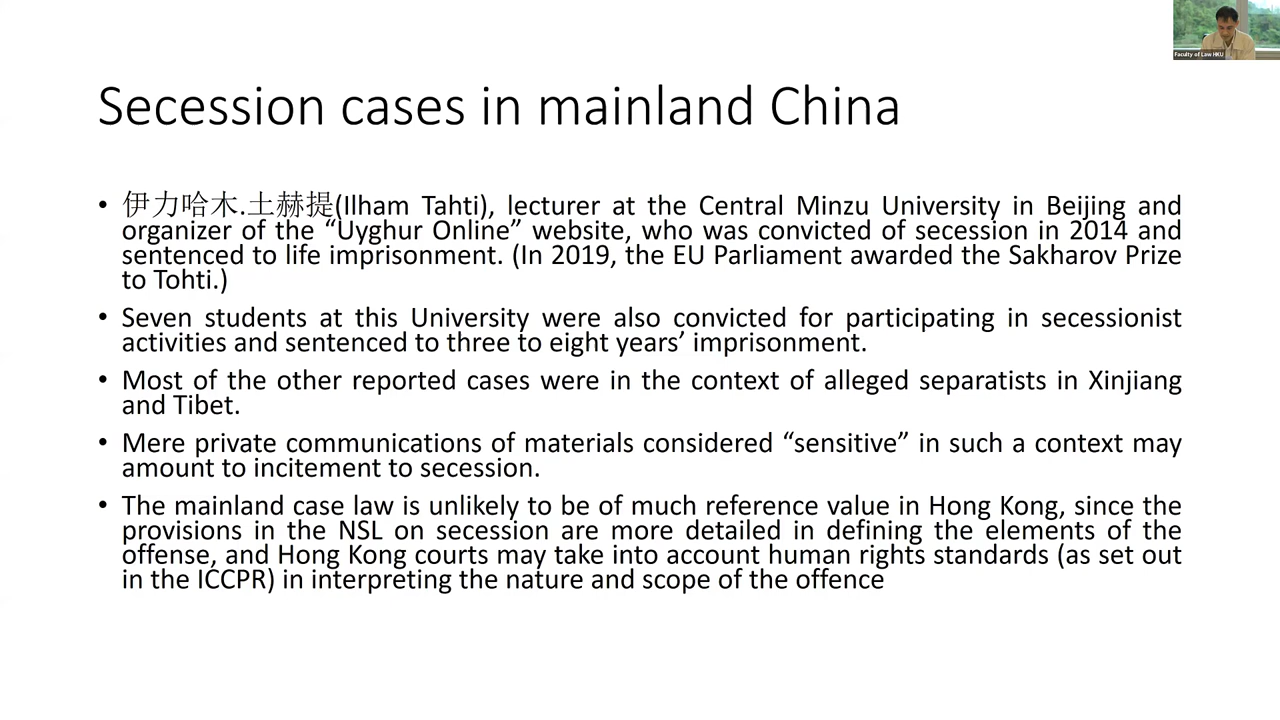 Faculty of Law HKU
Secession cases in mainland China
• 伊力哈木.土赫提(Ilham Tahti), lecturer at the Central Minzu University in Beijing and
organizer of the “Uyghur Online” website, who was convicted of secession in 2014 and
sentenced to life imprisonment. (In 2019, the EU Parliament awarded the Sakharov Prize
to Tohti.)
• Seven students at this University were also convicted for participating in secessionist
activities and sentenced to three to eight years’ imprisonment.
• Most of the other reported cases were in the context of alleged separatists in Xinjiang
and Tibet.
• Mere private communications of materials considered “sensitive” in such a context may
amount to incitement to secession.
• The mainland case law is unlikely to be of much reference value in Hong Kong, since the
provisions in the NSL on secession are more detailed in defining the elements of the
offense, and Hong Kong courts may take into account human rights standards (as set out
in the ICCPR) in interpreting the nature and scope of the offence